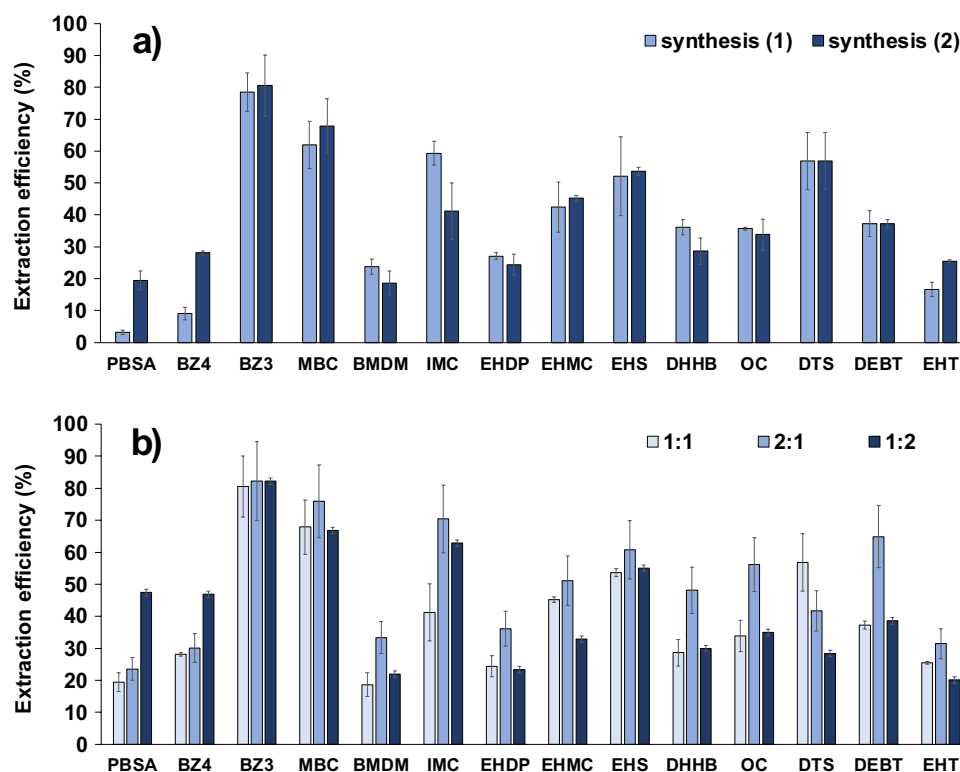 a)
synthesis (1) synthesis (2)
Extraction efficiency (%)
100
90
80
70
60
50
40
30
20
10
0
PBSA BZ4 BZ3 MBC BMDM IMC EHDP EHMC EHS DHHB OC DTS DEBT EHT
b)
1:1 2:1 1:2
Extraction efficiency (%)
100
90
80
70
60
50
40
30
20
10
0
PBSA BZ4 BZ3 MBC BMDM IMC EHDP EHMC EHS DHHB OC DTS DEBT EHT